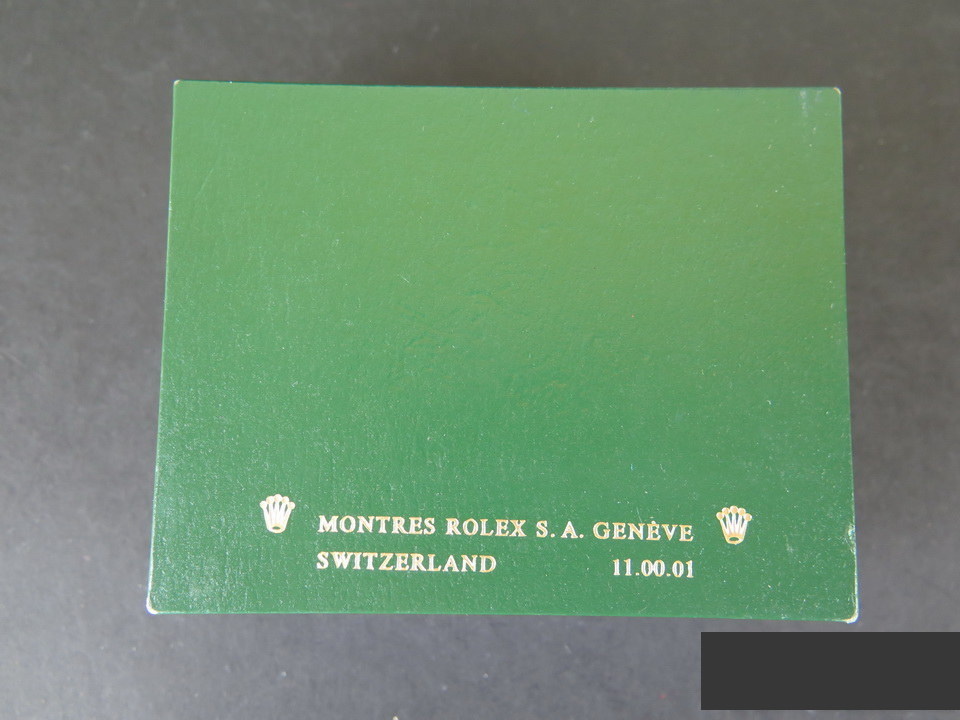 MONTRES ROLEX S.A. GENÈVE
SWITZERLAND 11.00.01